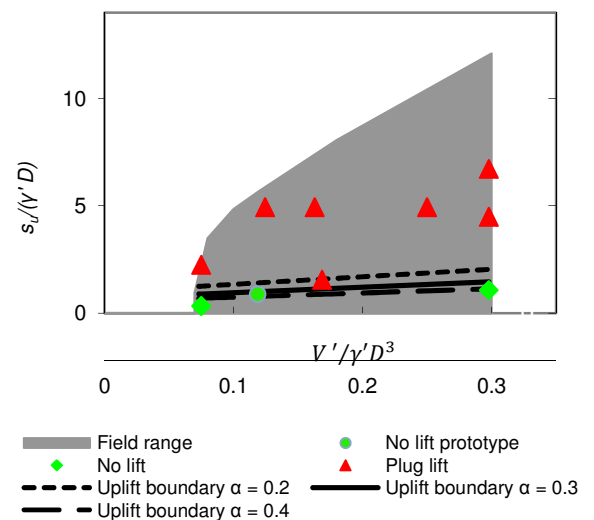 10
5
0
s_u/(γ' D)
V'/γ'D³
0 0.1 0.2 0.3
Field range No lift prototype
No lift Plug lift
Uplift boundary α = 0.2 Uplift boundary α = 0.3
Uplift boundary α = 0.4